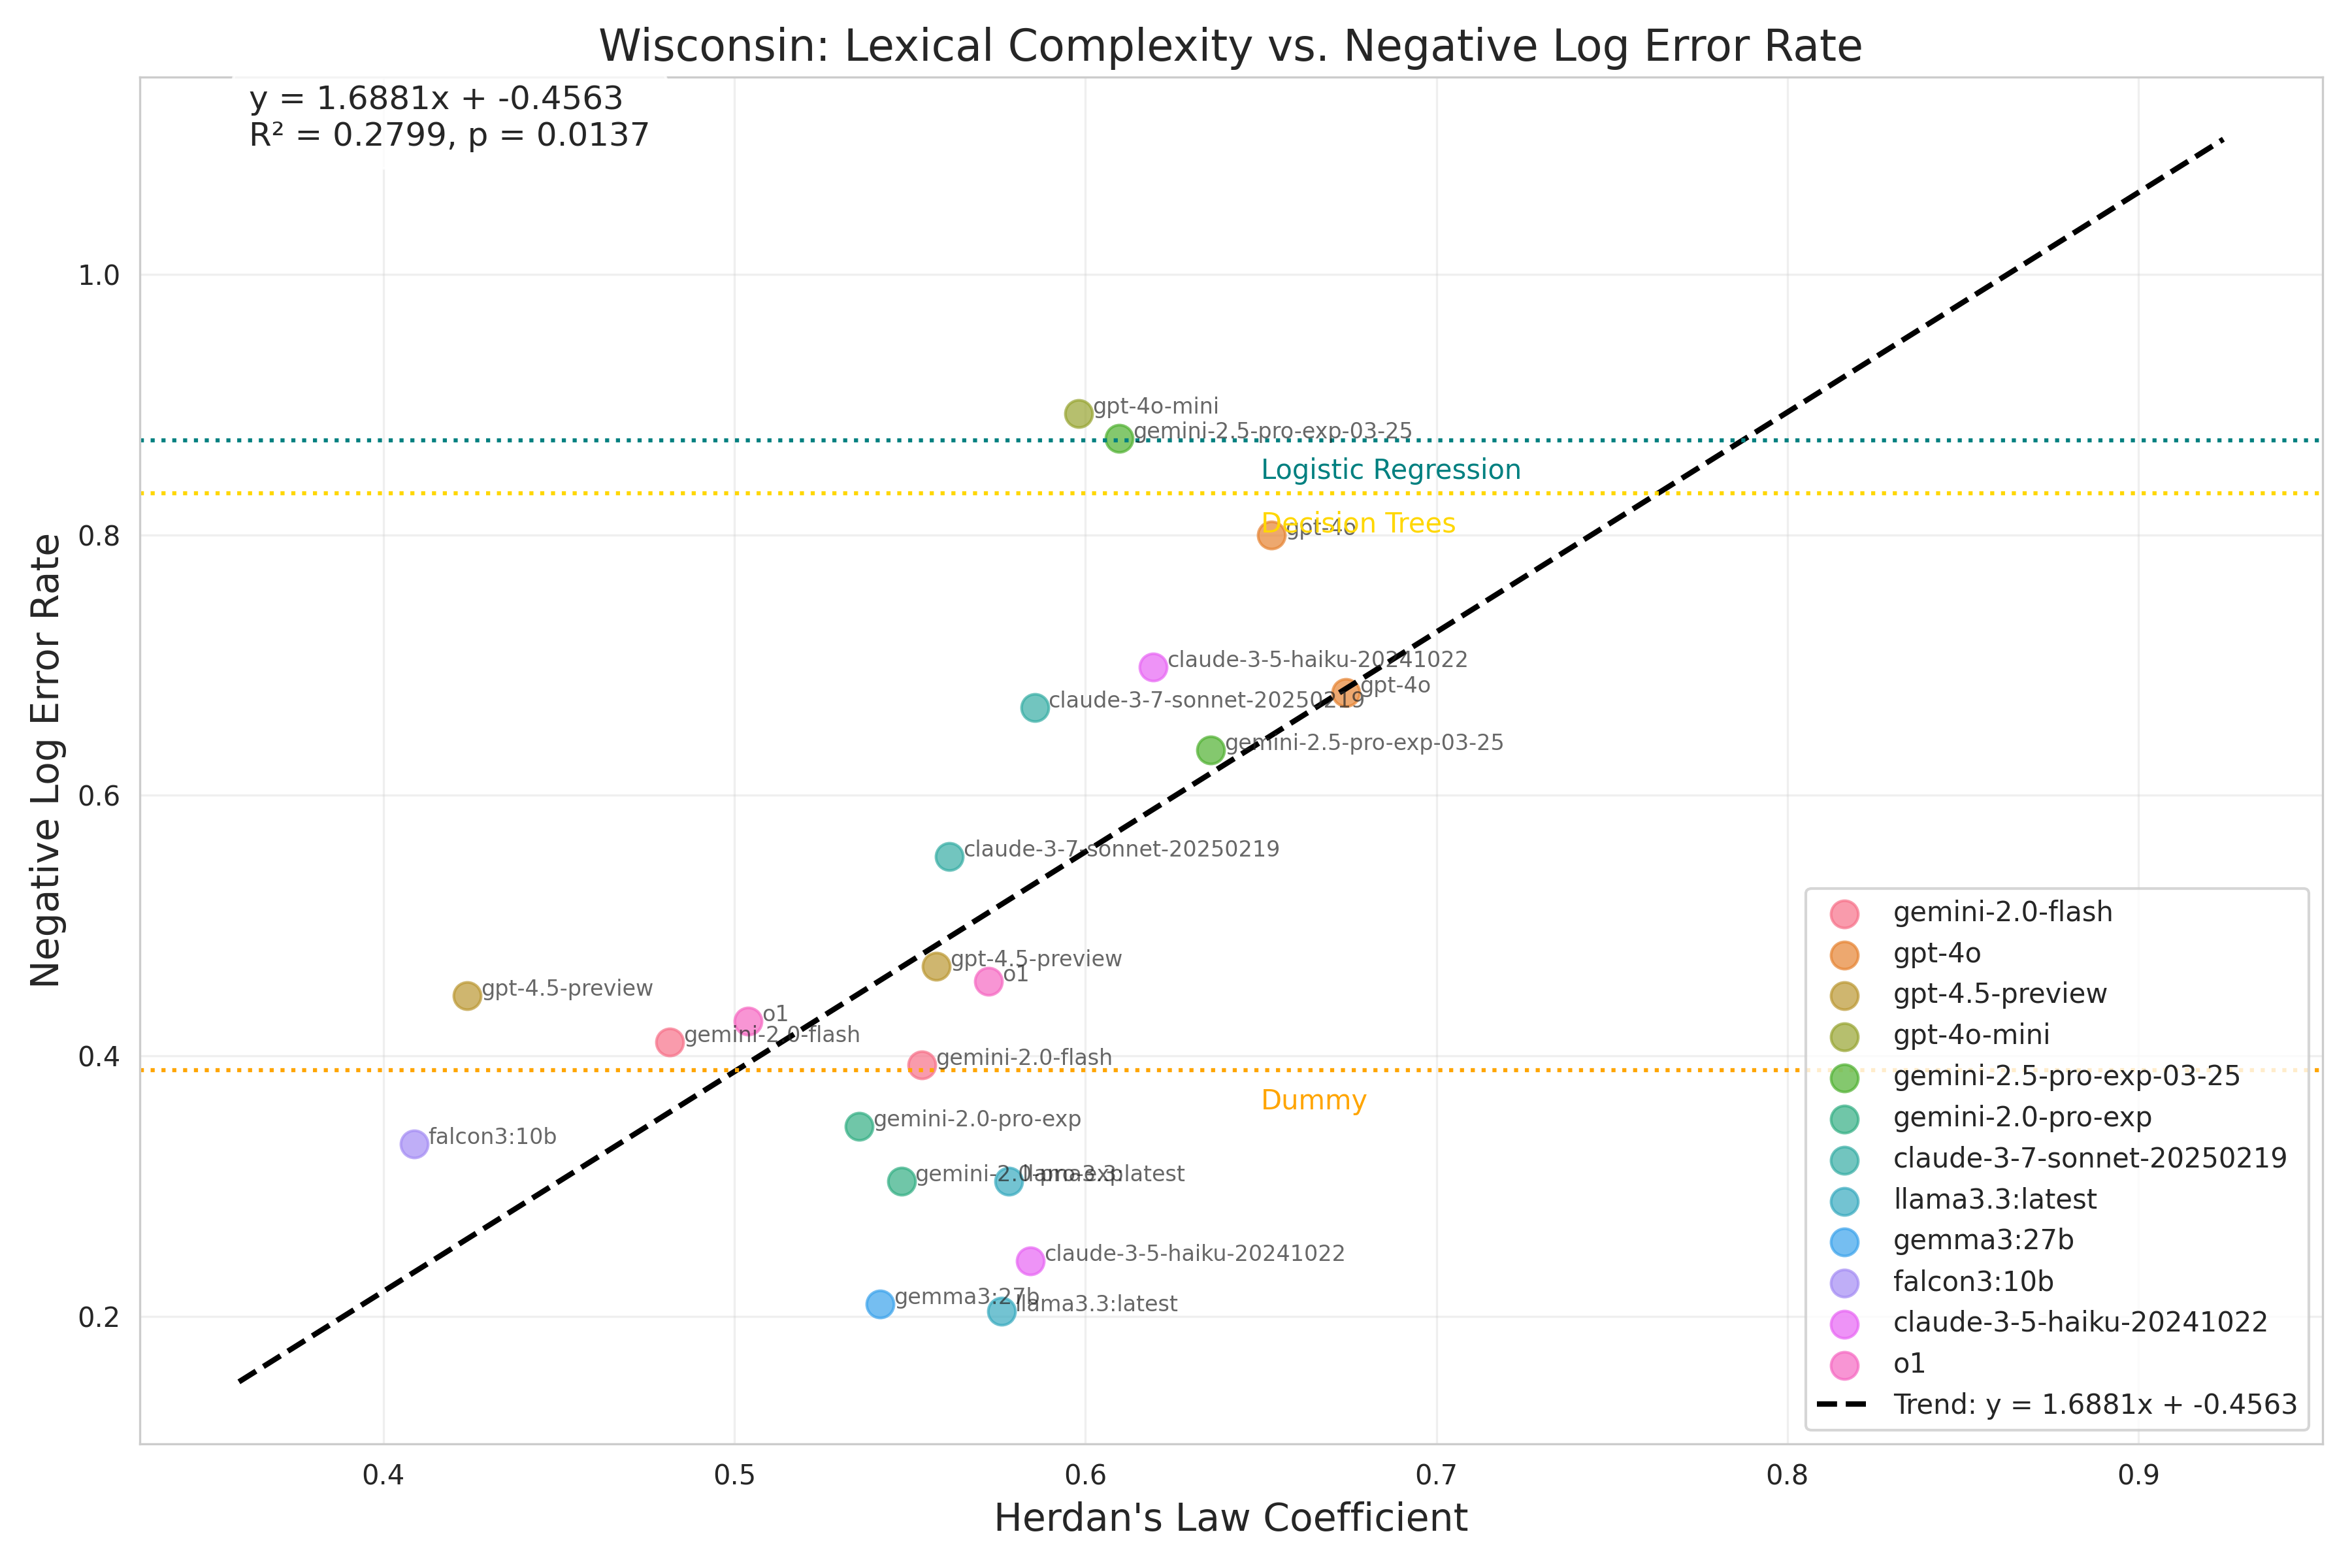 Wisconsin: Lexical Complexity vs. Negative Log Error Rate
y = 1.6881x + -0.4563
R² = 0.2799, p = 0.0137
Negative Log Error Rate
1.0
0.8
0.6
0.4
0.2
gpt-4o-mini
gemini-2.5-pro-exp-03-25
Logistic Regression
Decision Trees
gpt-4o
claude-3-5-haiku-20241022
gpt-4o
claude-3-7-sonnet-20250219
gemini-2.5-pro-exp-03-25
claude-3-7-sonnet-20250219
gpt-4.5-preview
o1
gpt-4.5-preview
o1
gemini-2.0-flash
gemini-2.0-flash
Dummy
gemini-2.0-pro-exp
falcon3:10b
gemini-2.0-pro-exp
llama3.3:latest
claude-3-5-haiku-20241022
gemma3:27b
llama3.3:latest
gemini-2.0-flash
gpt-4o
gpt-4.5-preview
gpt-4o-mini
gemini-2.5-pro-exp-03-25
gemini-2.0-pro-exp
claude-3-7-sonnet-20250219
llama3.3:latest
gemma3:27b
falcon3:10b
claude-3-5-haiku-20241022
o1
Trend: y = 1.6881x + -0.4563
0.4
0.5
0.6
0.7
0.8
0.9
Herdan's Law Coefficient